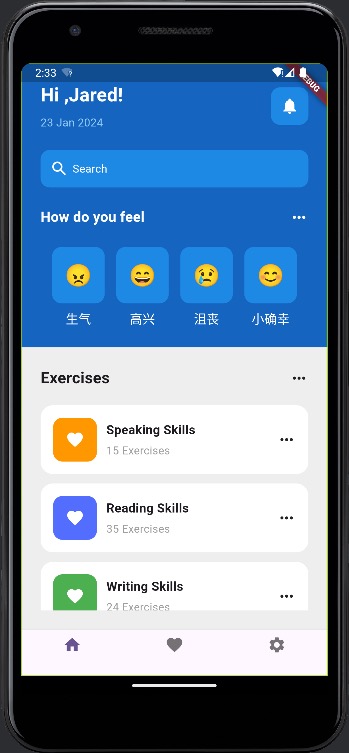 2:33
DEBUG
Hi ,Jared!
23 Jan 2024
Search
How do you feel
生气 高兴 沮丧 小确幸
Exercises
Speaking Skills
15 Exercises
Reading Skills
35 Exercises
Writing Skills
24 Exercises